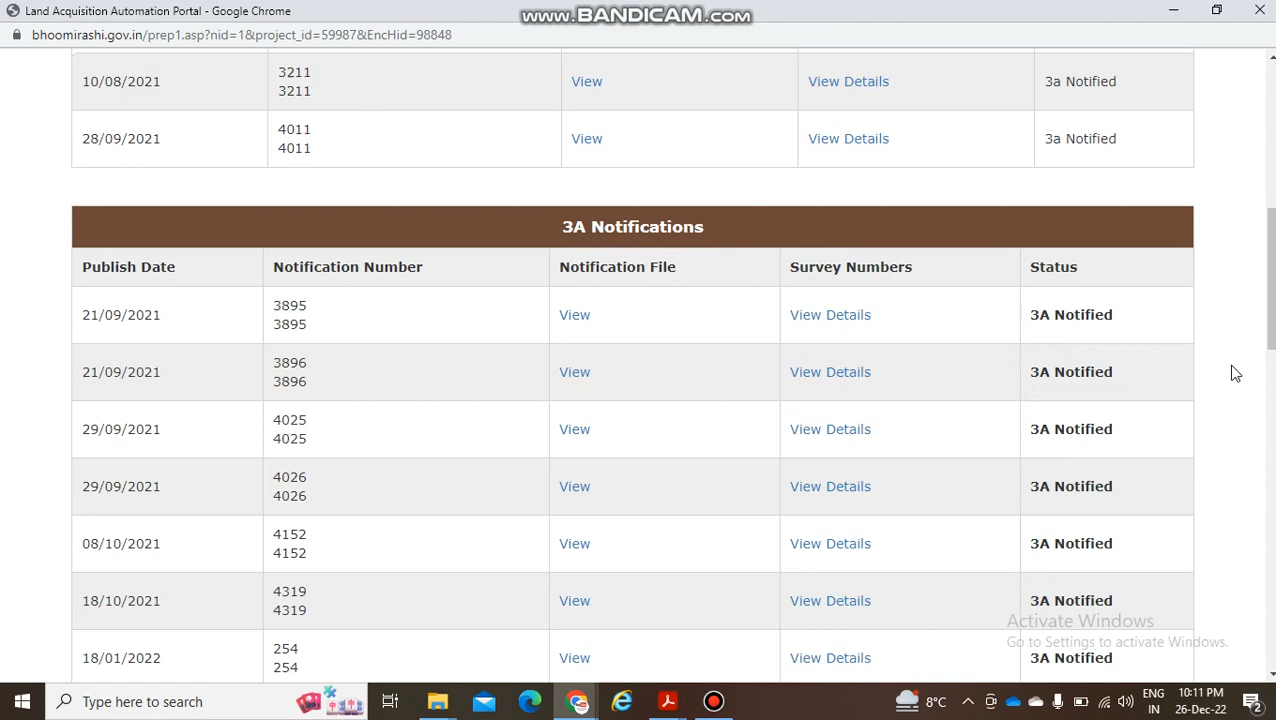 Land Acquisition Automation Portal - Google Chrome
www.BANDICAM.com
bhoomirashi.gov.in/prep1.asp?nid=1&project_id=59987&EncHid=98848
10/08/2021 3211 3211 View View Details 3a Notified
28/09/2021 4011 4011 View View Details 3a Notified
3A Notifications
Publish Date Notification Number Notification File Survey Numbers Status
21/09/2021 3895 3895 View View Details 3A Notified
21/09/2021 3896 3896 View View Details 3A Notified
29/09/2021 4025 4025 View View Details 3A Notified
29/09/2021 4026 4026 View View Details 3A Notified
08/10/2021 4152 4152 View View Details 3A Notified
18/10/2021 4319 4319 View View Details 3A Notified
18/01/2022 254 254 View View Details 3A Notified
Activate Windows
Go to Settings to activate Windows.
Type here to search
8°C
ENG
IN
10:11 PM
26-Dec-22
2